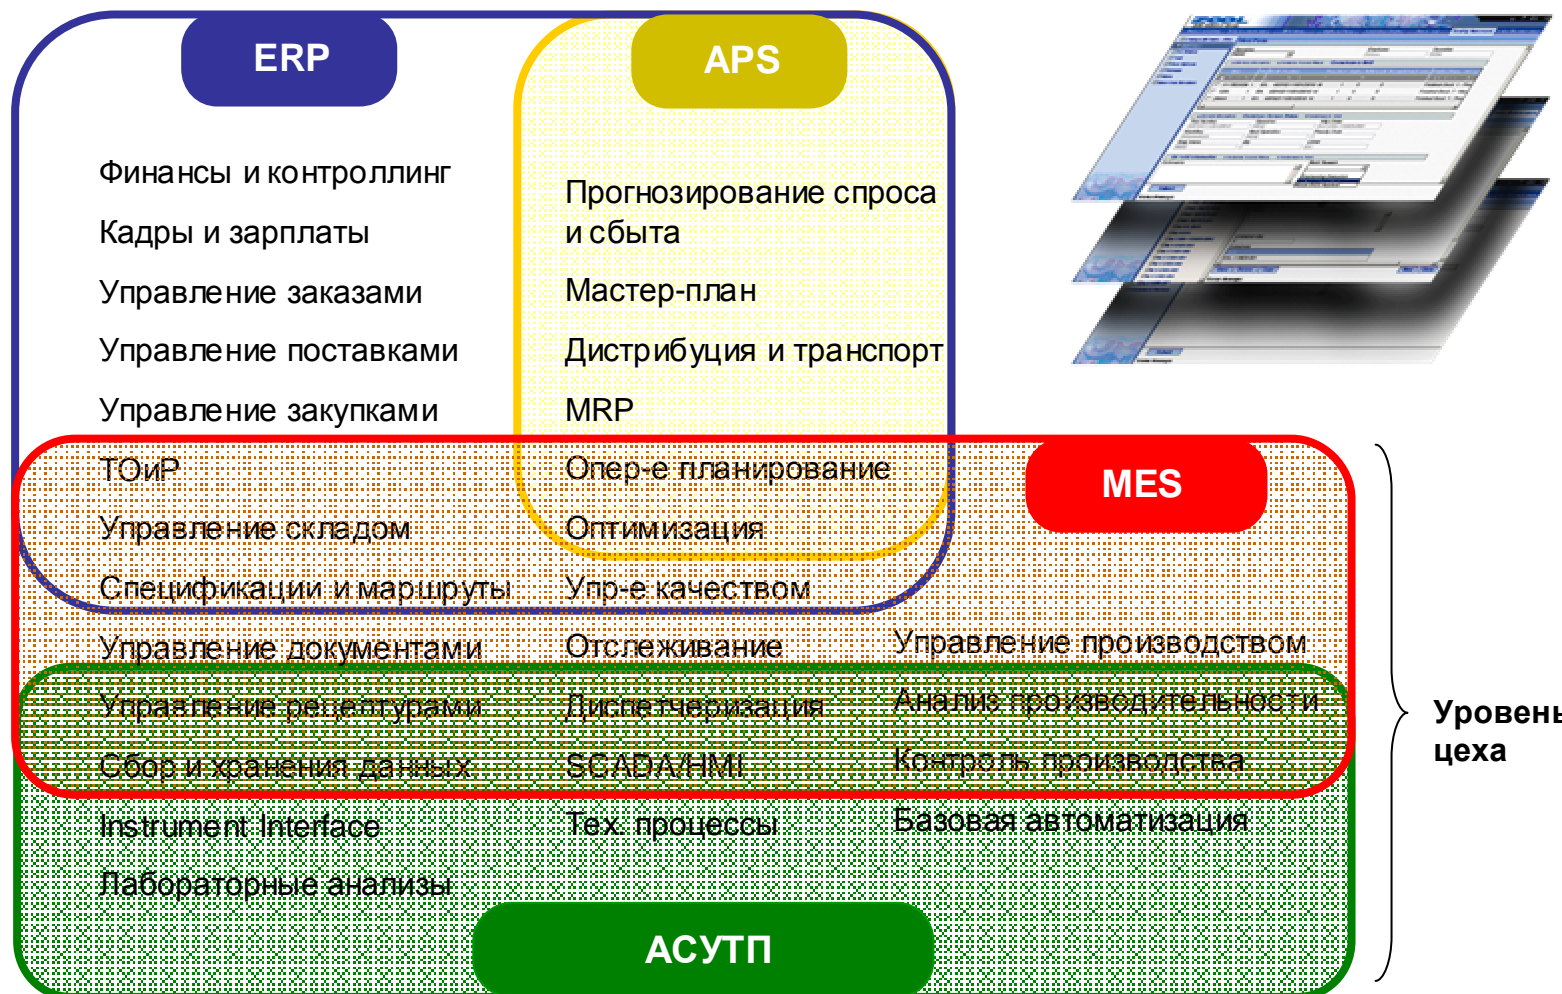 ERP
APS
Финансы и контроллинг
Кадры и зарплаты
Управление заказами
Управление поставками
Управление закупками
Прогнозирование спроса
и сбыта
Мастер-план
Дистрибуция и транспорт
MRP
MES
ТОиР
Опер-е планирование
Управление складом
Оптимизация
Спецификации и маршруты
Упр-е качеством
Управление документами
Отслеживание
Управление производством
Управление рецептурами
Диспетчеризация
Анализ производительности
Сбор и хранения данных
SCADA/HMI
Контроль производства
Instrument Interface
Тех. процессы
Базовая автоматизация
Лабораторные анализы
АСУТП
Уровень
цеха